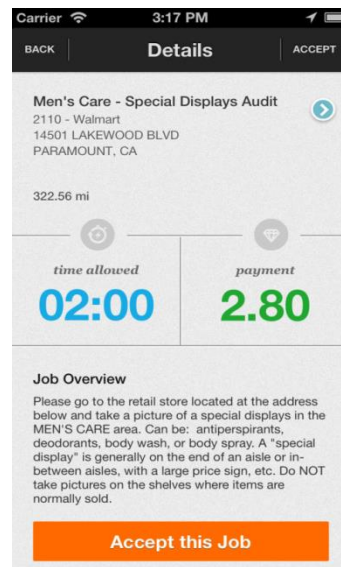 Carrier 3:17 PM
BACK Details ACCEPT
Men's Care - Special Displays Audit
2110 - Walmart
14501 LAKEWOOD BLVD
PARAMOUNT, CA
322.56 mi
time allowed payment
02:00 2.80
Job Overview
Please go to the retail store located at the address
below and take a picture of a special displays in the
MEN'S CARE area. Can be: antiperspirants,
deodorants, body wash, or body spray. A "special
display" is generally on the end of an aisle or in-
between aisles, with a large price sign, etc. Do NOT
take pictures on the shelves where items are
normally sold.
Accept this Job